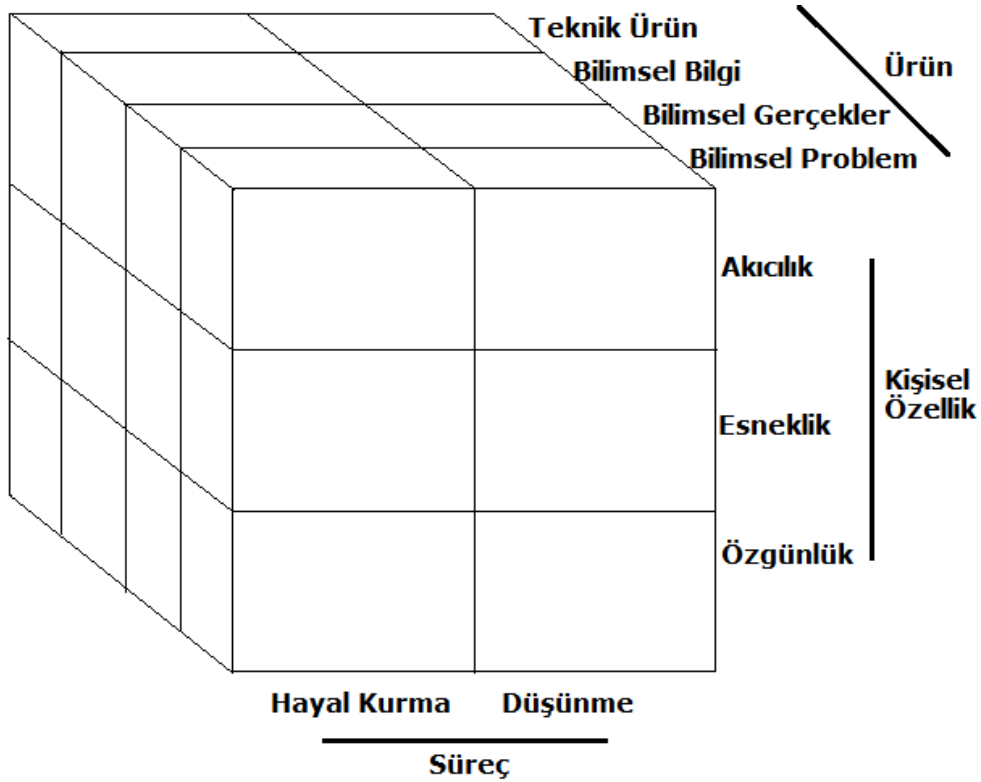 Teknik Ürün
Bilimsel Bilgi
Ürün
Bilimsel Gerçekler
Bilimsel Problem
Akıcılık
Kişisel
Özellik
Esneklik
Özgünlük
Hayal Kurma
Düşünme
Süreç